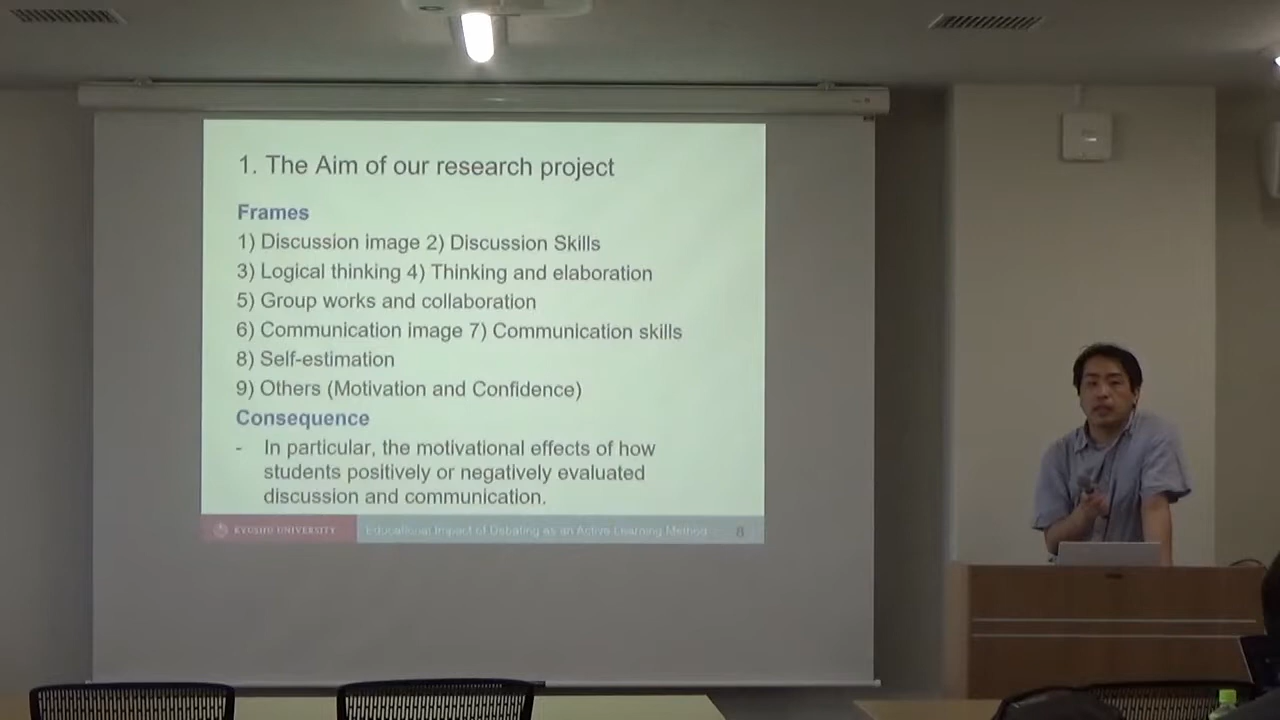 1. The Aim of our research project
Frames
1) Discussion image 2) Discussion Skills
3) Logical thinking 4) Thinking and elaboration
5) Group works and collaboration
6) Communication image 7) Communication skills
8) Self-estimation
9) Others (Motivation and Confidence)
Consequence
- In particular, the motivational effects of how
students positively or negatively evaluated
discussion and communication.
KYUSHU UNIVERSITY Educational Impact of Debating as an Active Learning Method 8